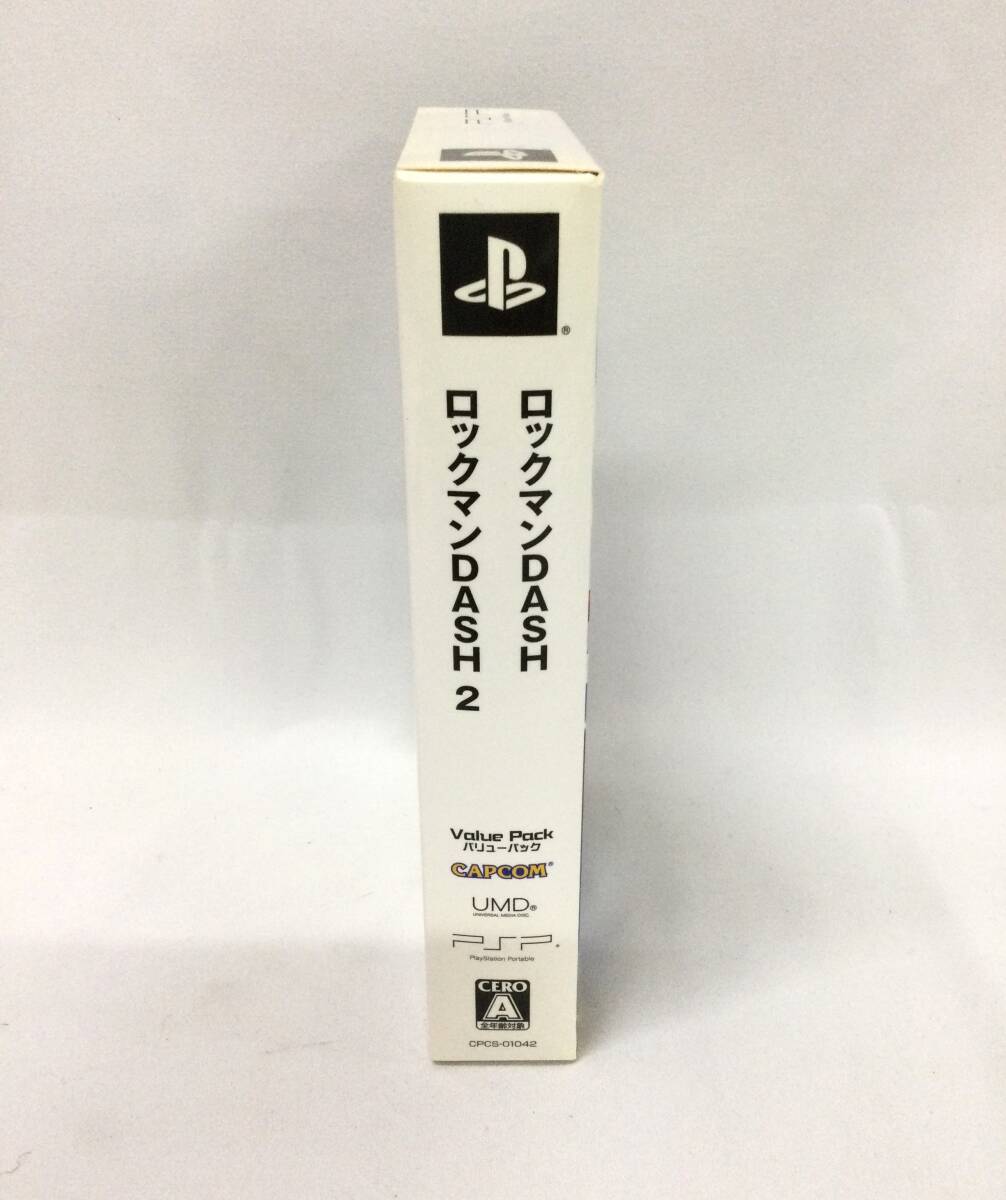 ロックマンDASH
ロックマンDASH 2
Value Pack
バリューパック
CAPCOM
UMD
UNIVERSAL MEDIA DISC
PSP
PlayStation Portable
CERO
A
全年齢対象
CPCS-01042